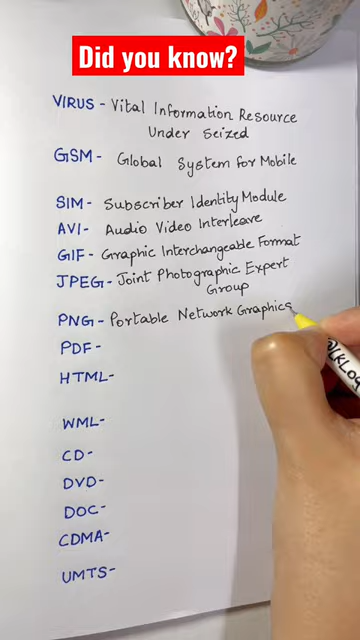 Did you know?
VIRUS - Vital Information Resource
Under Seized
GSM- Global System for Mobile
SIM- Subscriber Identity Module
AVI- Audio Video Interleave
GIF- Graphic Interchangeable Format
JPEG- Joint Photographic Expert
Group
PNG- Portable Network Graphics
PDF-
HTML-
WML-
CD-
DVD-
DOC-
CDMA-
UMTS-